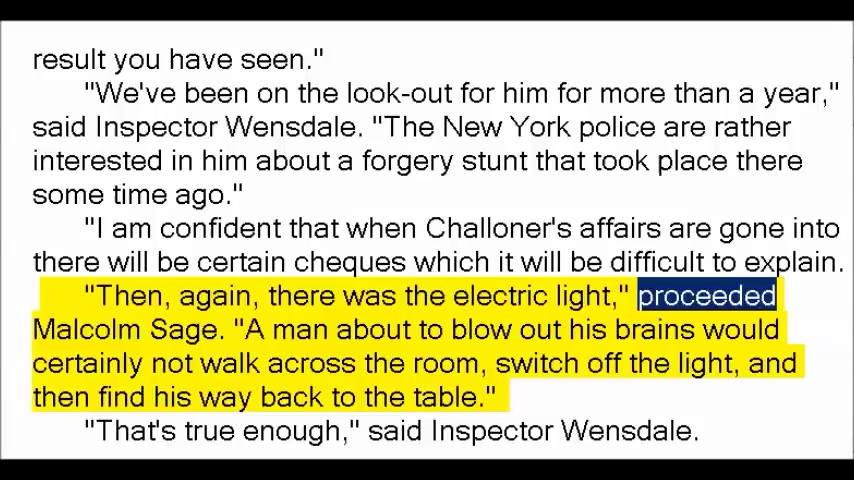 result you have seen."
"We've been on the look-out for him for more than a year,"
said Inspector Wensdale. "The New York police are rather
interested in him about a forgery stunt that took place there
some time ago."
"I am confident that when Challoner's affairs are gone into
there will be certain cheques which it will be difficult to explain.
"Then, again, there was the electric light," proceeded
Malcolm Sage. "A man about to blow out his brains would
certainly not walk across the room, switch off the light, and
then find his way back to the table."
"That's true enough," said Inspector Wensdale.